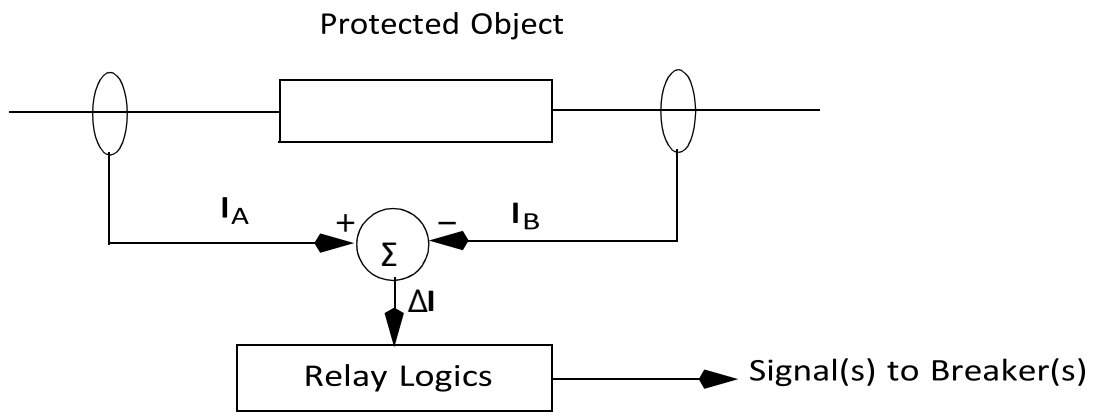 Protected Object
I_A
+
−
I_B
Σ
ΔI
Relay Logics
Signal(s) to Breaker(s)